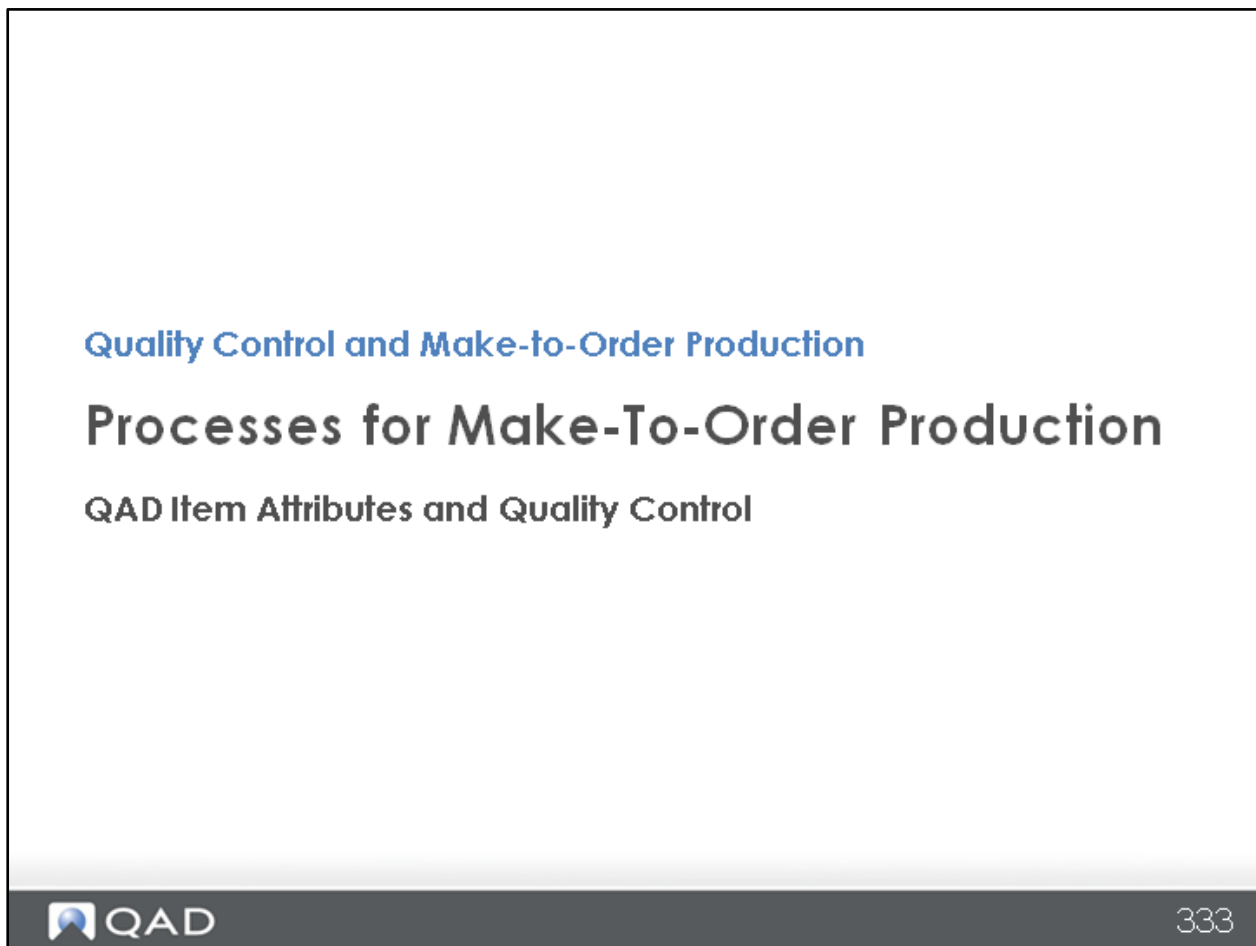 Quality Control and Make-to-Order Production
Processes for Make-To-Order Production
QAD Item Attributes and Quality Control
QAD
333